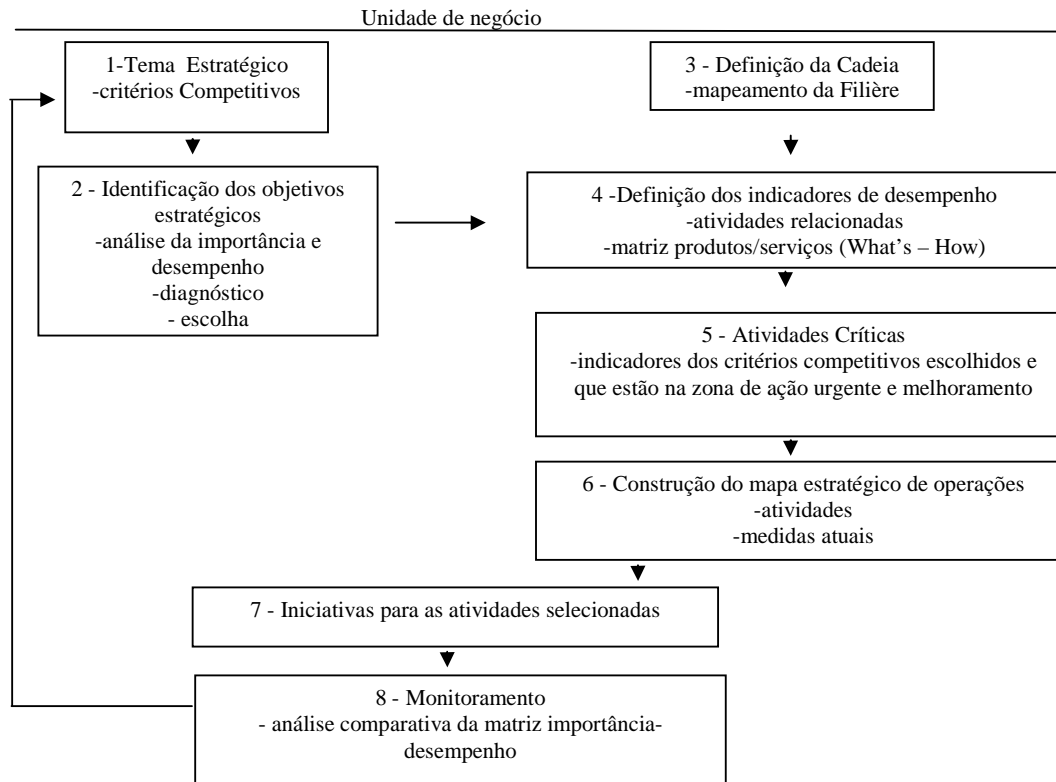 Unidade de negócio
1-Tema Estratégico
-critérios Competitivos
3 - Definição da Cadeia
-mapeamento da Filière
2 - Identificação dos objetivos
estratégicos
-análise da importância e
desempenho
-diagnóstico
- escolha
4 -Definição dos indicadores de desempenho
-atividades relacionadas
-matriz produtos/serviços (What’s – How)
5 - Atividades Críticas
-indicadores dos critérios competitivos escolhidos e
que estão na zona de ação urgente e melhoramento
6 - Construção do mapa estratégico de operações
-atividades
-medidas atuais
7 - Iniciativas para as atividades selecionadas
8 - Monitoramento
- análise comparativa da matriz importância-
desempenho